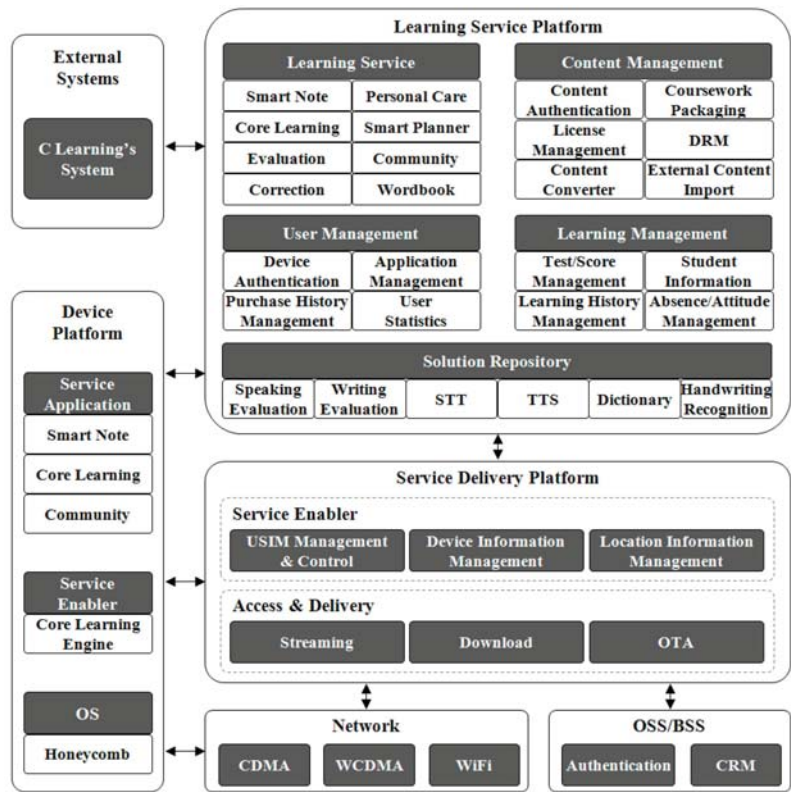 External
Systems
C Learning's
System
Device
Platform
Service
Application
Smart Note
Core Learning
Community
Service
Enabler
Core Learning
Engine
OS
Honeycomb
Learning Service Platform
Learning Service
Smart Note
Personal Care
Core Learning
Smart Planner
Evaluation
Community
Correction
Wordbook
Content Management
Content
Authentication
Coursework
Packaging
License
Management
DRM
Content
Converter
External Content
Import
User Management
Device
Authentication
Application
Management
Purchase History
Management
User
Statistics
Learning Management
Test/Score
Management
Student
Information
Learning History
Management
Absence/Attitude
Management
Solution Repository
Speaking
Evaluation
Writing
Evaluation
STT
TTS
Dictionary
Handwriting
Recognition
Service Delivery Platform
Service Enabler
USIM Management
& Control
Device Information
Management
Location Information
Management
Access & Delivery
Streaming
Download
OTA
Network
CDMA
WCDMA
WiFi
OSS/BSS
Authentication
CRM